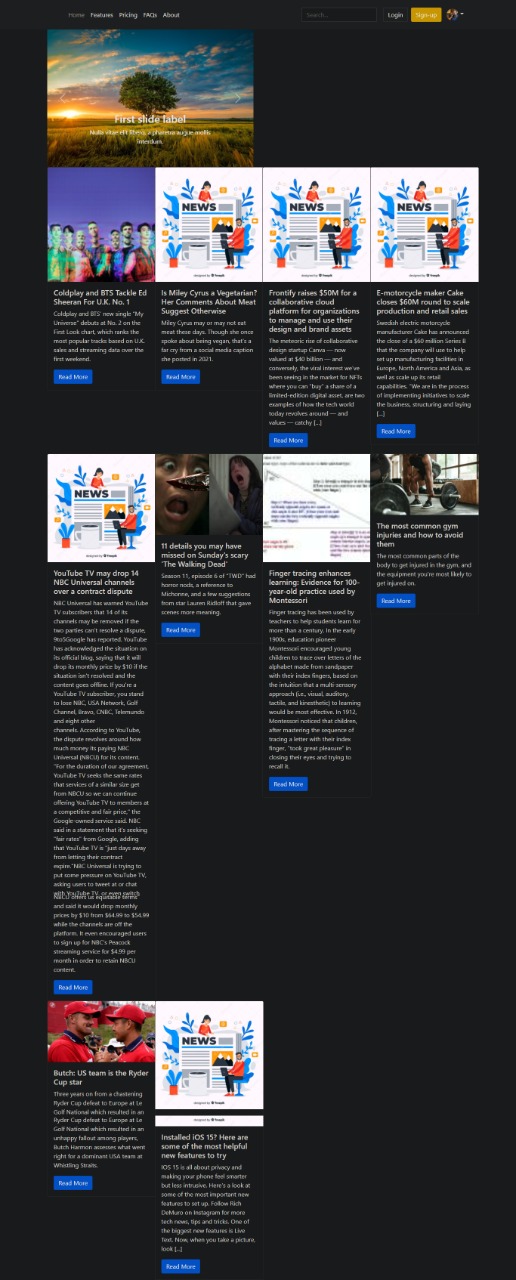 Home Features Pricing FAQs About
Search...
Login
Sign-up
First slide label
Nulla vitae elit libero, a pharetra augue mollis
interdum.
NEWS
NEWS
NEWS
Coldplay and BTS Tackle Ed
Sheeran For U.K. No. 1
Coldplay and BTS' new single "My
Universe" debuts at No. 2 on the
First Look chart, which ranks the
most popular tracks based on U.K.
sales and streaming data over the
first weekend.
Read More
Is Miley Cyrus a Vegetarian?
Her Comments About Meat
Suggest Otherwise
Miley Cyrus may or may not eat
meat these days. Though she once
spoke about being vegan, that's a
far cry from a social media caption
she posted in 2021.
Read More
Frontify raises $50M for a
collaborative cloud
platform for organizations
to manage and use their
design and brand assets
The meteoric rise of collaborative
design startup Canva — now
valued at $40 billion — and
conversely, the viral interest we've
been seeing in the market for NFTs
where you can "buy" a share of a
limited-edition digital asset, are two
examples of how the tech world
today revolves around — and
values — catchy [...]
Read More
E-motorcycle maker Cake
closes $60M round to scale
production and retail sales
Swedish electric motorcycle
manufacturer Cake has announced
the close of a $60 million Series B
that the company will use to help
set up manufacturing facilities in
Europe, North America and Asia, as
well as scale up its retail
capabilities. "We are in the process
of implementing initiatives to scale
the business, structuring and laying
[...]
Read More
NEWS
YouTube TV may drop 14
NBC Universal channels
over a contract dispute
NBC Universal has warned YouTube
TV subscribers that 14 of its
channels may be removed if the
two parties can't resolve a dispute,
9to5Google has reported. YouTube
has acknowledged the situation on
its official blog, saying that it will
drop its monthly price by $10 if the
situation isn't resolved and the
content goes offline. If you're a
YouTube TV subscriber, you stand
to lose NBC, USA Network, Golf
Channel, Bravo, CNBC, Telemundo
and eight other
channels. According to YouTube,
the dispute revolves around how
much money its paying NBC
Universal (NBCU) for its content.
"For the duration of our agreement,
YouTube TV seeks the same rates
that services of a similar size get
from NBCU so we can continue
offering YouTube TV to members at
a competitive and fair price," the
Google-owned service said. NBC
said in a statement that it's seeking
"fair rates" from Google, adding
that YouTube TV is "just days away
from letting their contract
expire."NBC Universal is trying to
put some pressure on YouTube TV,
asking users to tweet at or chat
with YouTube TV, or even switch
NBCU offers us equitable terms
and said it would drop monthly
prices by $10 from $64.99 to $54.99
while the channels are off the
platform. It even encouraged users
to sign up for NBC's Peacock
streaming service for $4.99 per
month in order to retain NBCU
content.
Read More
11 details you may have
missed on Sunday's scary
'The Walking Dead'
Season 11, episode 6 of "TWD" had
horror nods, a reference to
Michonne, and a few suggestions
from star Lauren Ridloff that gave
scenes more meaning.
Read More
Finger tracing enhances
learning: Evidence for 100-
year-old practice used by
Montessori
Finger tracing has been used by
teachers to help students learn for
more than a century. In the early
1900s, education pioneer
Montessori encouraged young
children to trace over letters of the
alphabet made from sandpaper
with their index fingers, based on
the intuition that a multi-sensory
approach (i.e., visual, auditory,
tactile, and kinesthetic) to learning
would be most effective. In 1912,
Montessori noticed that children,
after mastering the sequence of
tracing a letter with their index
finger, "took great pleasure" in
closing their eyes and trying to
recall it.
Read More
The most common gym
injuries and how to avoid
them
The most common parts of the
body to get injured in the gym, and
the equipment you're most likely to
get injured on.
Read More
Butch: US team is the Ryder
Cup star
Three years on from a chastening
Ryder Cup defeat to Europe at Le
Golf National which resulted in an
Ryder Cup defeat to Europe at Le
Golf National which resulted in an
unhappy fallout among players,
Butch Harmon assesses what went
right for a dominant USA team at
Whistling Straits.
Read More
NEWS
Installed iOS 15? Here are
some of the most helpful
new features to try
iOS 15 is all about privacy and
making your phone feel smarter
but less intrusive. Here's a look at
some of the most important new
features to set up. Follow Rich
DeMuro on Instagram for more
tech news, tips and tricks. One of
the biggest new features is Live
Text. Now, when you take a picture,
look [...]
Read More